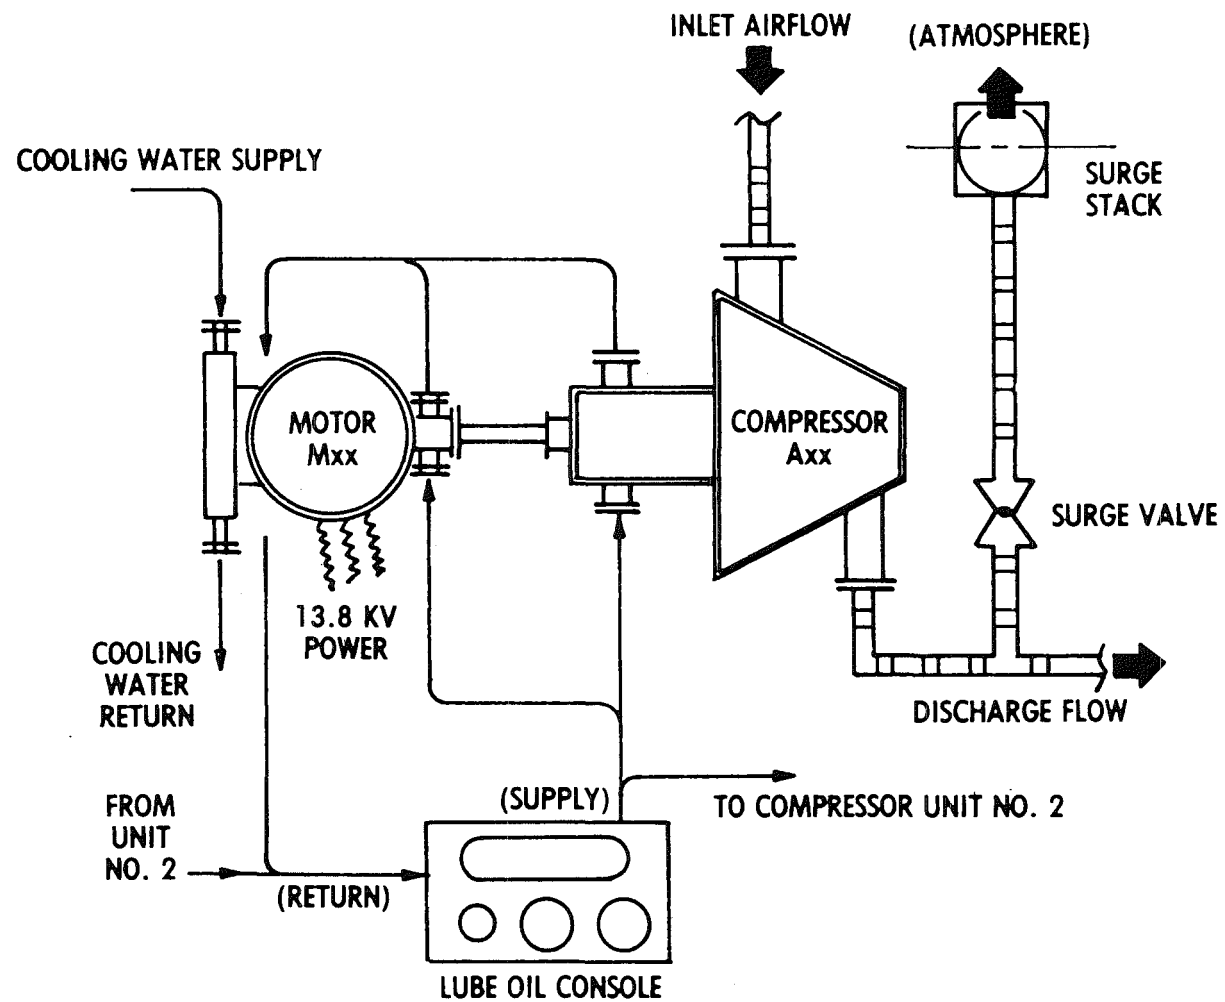 INLET AIRFLOW
(ATMOSPHERE)
COOLING WATER SUPPLY
SURGE
STACK
MOTOR
Mxx
COMPRESSOR
Axx
SURGE VALVE
13.8 KV
POWER
COOLING
WATER
RETURN
DISCHARGE FLOW
(SUPPLY)
TO COMPRESSOR UNIT NO. 2
FROM
UNIT
NO. 2
(RETURN)
LUBE OIL CONSOLE